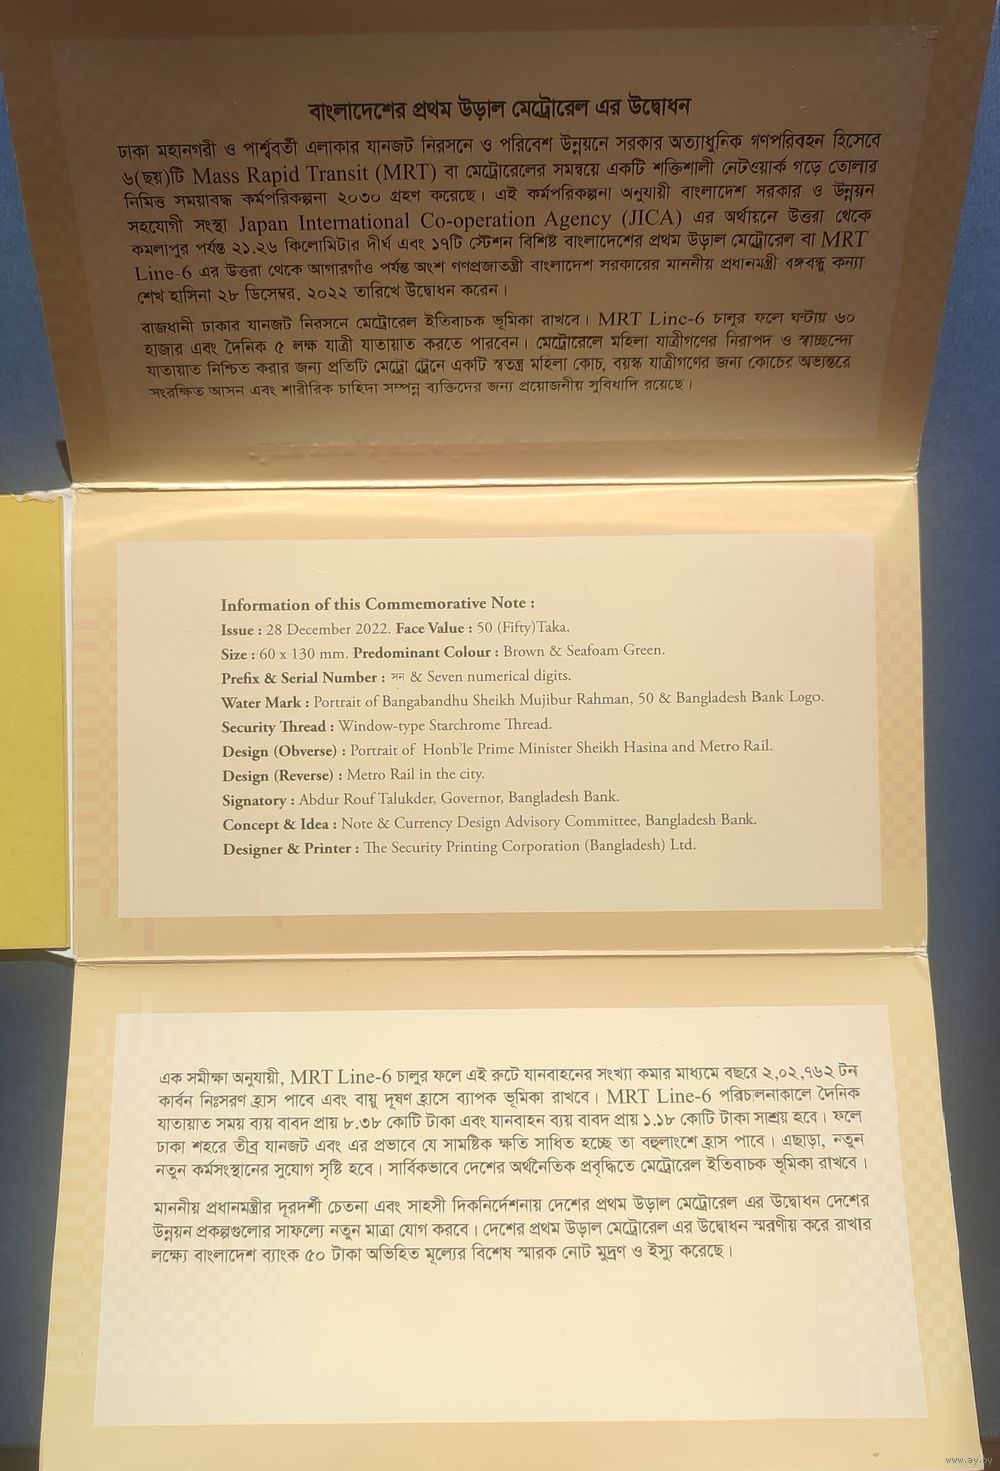 বাংলাদেশের প্রথম উড়াল মেট্রোরেল এর উদ্বোধন
ঢাকা মহানগরী ও পার্শ্ববর্তী এলাকার যানজট নিরসনে ও পরিবেশ উন্নয়নে সরকার অত্যাধুনিক গণপরিবহন হিসেবে
৬(ছয়)টি Mass Rapid Transit (MRT) বা মেট্রোরেলের সমন্বয়ে একটি শক্তিশালী নেটওয়ার্ক গড়ে তোলার
নিমিত্ত সময়াবদ্ধ কর্মপরিকল্পনা ২০৩০ গ্রহণ করেছে। এই কর্মপরিকল্পনা অনুযায়ী বাংলাদেশ সরকার ও উন্নয়ন
সহযোগী সংস্থা Japan International Co-operation Agency (JICA) এর অর্থায়নে উত্তরা থেকে
কমলাপুর পর্যন্ত ২১.২৬ কিলোমিটার দীর্ঘ এবং ১৭টি স্টেশন বিশিষ্ট বাংলাদেশের প্রথম উড়াল মেট্রোরেল বা MRT
Line-6 এর উত্তরা থেকে আগারগাঁও পর্যন্ত অংশ গণপ্রজাতন্ত্রী বাংলাদেশ সরকারের মাননীয় প্রধানমন্ত্রী বঙ্গবন্ধু কন্যা
শেখ হাসিনা ২৮ ডিসেম্বর, ২০২২ তারিখে উদ্বোধন করেন।
রাজধানী ঢাকার যানজট নিরসনে মেট্রোরেল ইতিবাচক ভূমিকা রাখবে। MRT Line-6 চালুর ফলে ঘন্টায় ৬০
হাজার এবং দৈনিক ৫ লক্ষ যাত্রী যাতায়াত করতে পারবেন। মেট্রোরেলে মহিলা যাত্রীগণের নিরাপদ ও স্বাচ্ছন্দ্যে
যাতায়াত নিশ্চিত করার জন্য প্রতিটি মেট্রো ট্রেনে একটি স্বতন্ত্র মহিলা কোচ, বয়স্ক যাত্রীগণের জন্য কোচের অভ্যন্তরে
সংরক্ষিত আসন এবং শারীরিক চাহিদা সম্পন্ন ব্যক্তিদের জন্য প্রয়োজনীয় সুবিধাদি রয়েছে।
Information of this Commemorative Note :
Issue : 28 December 2022. Face Value : 50 (Fifty)Taka.
Size : 60 x 130 mm. Predominant Colour : Brown & Seafoam Green.
Prefix & Serial Number : সন & Seven numerical digits.
Water Mark : Portrait of Bangabandhu Sheikh Mujibur Rahman, 50 & Bangladesh Bank Logo.
Security Thread : Window-type Starchrome Thread.
Design (Obverse) : Portrait of Honb'le Prime Minister Sheikh Hasina and Metro Rail.
Design (Reverse) : Metro Rail in the city.
Signatory : Abdur Rouf Talukder, Governor, Bangladesh Bank.
Concept & Idea : Note & Currency Design Advisory Committee, Bangladesh Bank.
Designer & Printer : The Security Printing Corporation (Bangladesh) Ltd.
এক সমীক্ষা অনুযায়ী, MRT Line-6 চালুর ফলে এই রুটে যানবাহনের সংখ্যা কমার মাধ্যমে বছরে ২,০২,৭৬২ টন
কার্বন নিঃসরণ হ্রাস পাবে এবং বায়ু দূষণ হ্রাসে ব্যাপক ভূমিকা রাখবে। MRT Line-6 পরিচালনাকালে দৈনিক
যাতায়াত সময় ব্যয় বাবদ প্রায় ৮.৩৮ কোটি টাকা এবং যানবাহন ব্যয় বাবদ প্রায় ১.১৮ কোটি টাকা সাশ্রয় হবে। ফলে
ঢাকা শহরে তীব্র যানজট এবং এর প্রভাবে যে সামষ্টিক ক্ষতি সাধিত হচ্ছে তা বহুলাংশে হ্রাস পাবে। এছাড়া, নতুন
নতুন কর্মসংস্থানের সুযোগ সৃষ্টি হবে। সার্বিকভাবে দেশের অর্থনৈতিক প্রবৃদ্ধিতে মেট্রোরেল ইতিবাচক ভূমিকা রাখবে।
মাননীয় প্রধানমন্ত্রীর দূরদর্শী চেতনা এবং সাহসী দিকনির্দেশনায় দেশের প্রথম উড়াল মেট্রোরেল এর উদ্বোধন দেশের
উন্নয়ন প্রকল্পগুলোর সাফল্যে নতুন মাত্রা যোগ করবে। দেশের প্রথম উড়াল মেট্রোরেল এর উদ্বোধন স্মরণীয় করে রাখার
লক্ষ্যে বাংলাদেশ ব্যাংক ৫০ টাকা অভিহিত মূল্যের বিশেষ স্মারক নোট মুদ্রণ ও ইস্যু করেছে।
www.ay.by